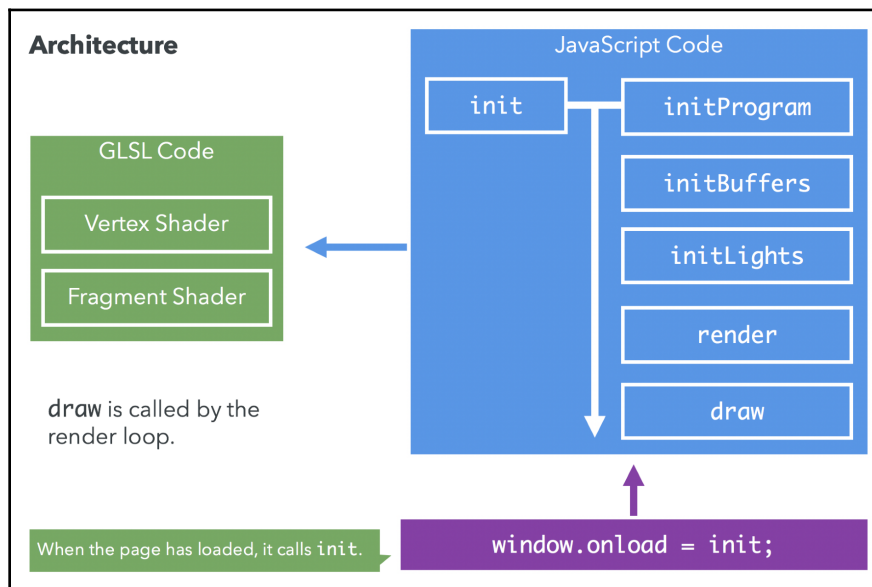 Architecture
JavaScript Code
init
initProgram
initBuffers
initLights
render
draw
GLSL Code
Vertex Shader
Fragment Shader
draw is called by the
render loop.
When the page has loaded, it calls init.
window.onload = init;